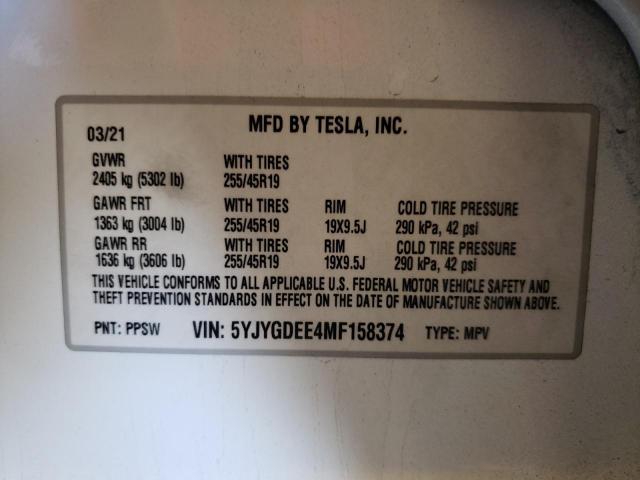 MFD BY TESLA, INC.
03/21
GVWR WITH TIRES
2405 kg (5302 lb) 255/45R19
GAWR FRT WITH TIRES RIM COLD TIRE PRESSURE
1363 kg (3004 lb) 255/45R19 19X9.5J 290 kPa, 42 psi
GAWR RR WITH TIRES RIM COLD TIRE PRESSURE
1636 kg (3606 lb) 255/45R19 19X9.5J 290 kPa, 42 psi
THIS VEHICLE CONFORMS TO ALL APPLICABLE U.S. FEDERAL MOTOR VEHICLE SAFETY AND
THEFT PREVENTION STANDARDS IN EFFECT ON THE DATE OF MANUFACTURE SHOWN ABOVE.
PNT: PPSW VIN: 5YJYGDEE4MF158374 TYPE: MPV